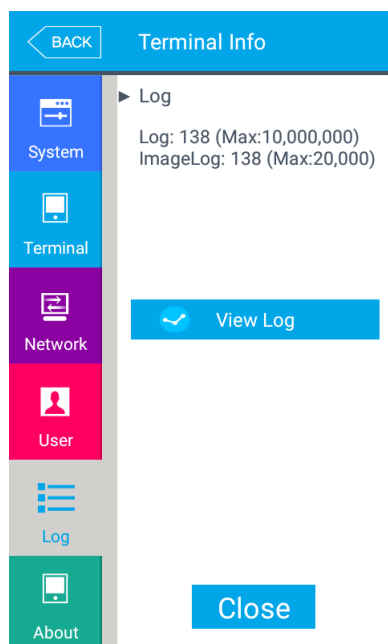 BACK
Terminal Info
System
Terminal
Network
User
Log
About
▶ Log
Log: 138 (Max:10,000,000)
ImageLog: 138 (Max:20,000)
View Log
Close